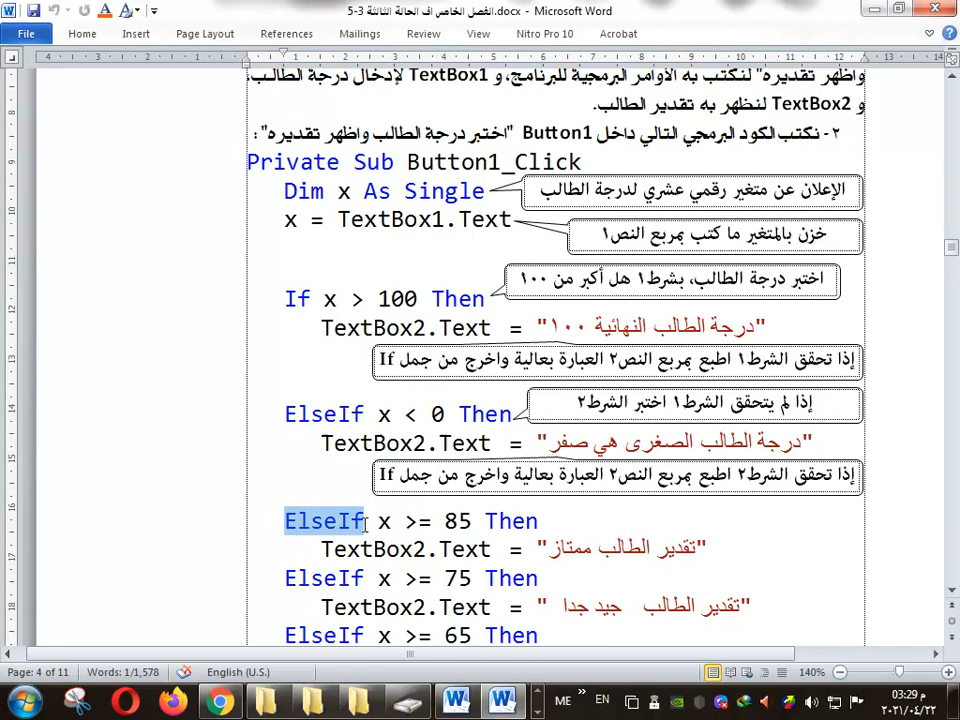 الفصل الخاص اف الحالة الثالثة 3-5.docx - Microsoft Word
File Home Insert Page Layout References Mailings Review View Nitro Pro 10 Acrobat
واظهر تقديره" لنكتب به الأوامر البرمجية للبرنامج، و TextBox1 لإدخال درجة الطالب،
و TextBox2 لنظهر به تقدير الطالب.
٢- نكتب الكود البرمجي التالي داخل Button1 "اختبر درجة الطالب واظهر تقديره" :
Private Sub Button1_Click
Dim x As Single
الإعلان عن متغير رقمي عشري لدرجة الطالب
x = TextBox1.Text
خزن بالمتغير ما كتب بمربع النص١
اختبر درجة الطالب، بشرط١ هل أكبر من ١٠٠
If x > 100 Then
TextBox2.Text = "درجة الطالب النهائية ١٠٠"
إذا تحقق الشرط١ اطبع بمربع النص٢ العبارة بعالية واخرج من جمل If
إذا لم يتحقق الشرط١ اختبر الشرط٢
ElseIf x < 0 Then
TextBox2.Text = "درجة الطالب الصغرى هي صفر"
إذا تحقق الشرط٢ اطبع بمربع النص٢ العبارة بعالية واخرج من جمل If
ElseIf x >= 85 Then
TextBox2.Text = "تقدير الطالب ممتاز"
ElseIf x >= 75 Then
TextBox2.Text = "تقدير الطالب جيد جدا "
ElseIf x >= 65 Then
Page: 4 of 11 Words: 1/1,578 English (U.S.) 140%
ME EN 03:29 م
٢٠٢١/٠٤/٢٢